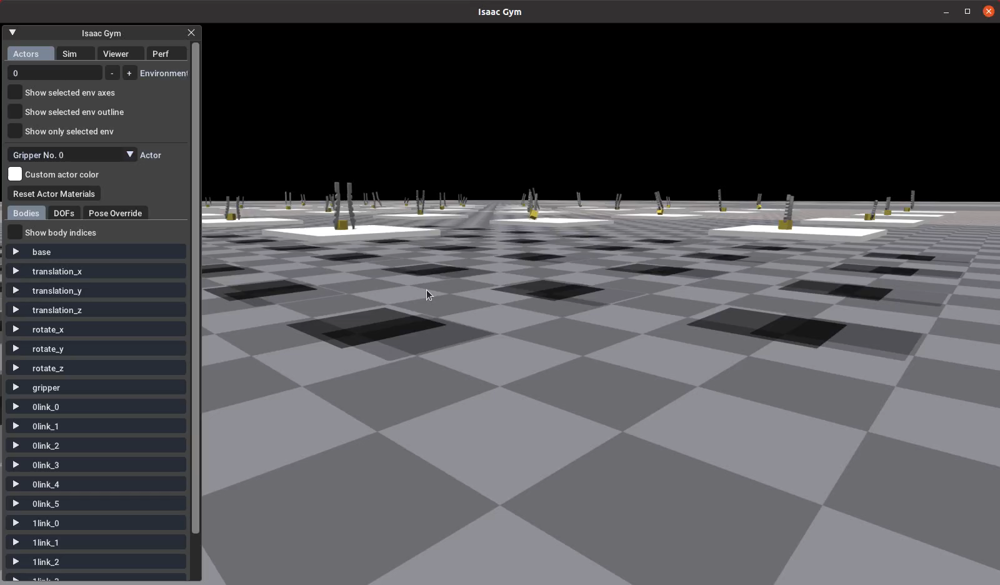 Isaac Gym
Isaac Gym
Actors Sim Viewer Perf
0 - + Environment
Show selected env axes
Show selected env outline
Show only selected env
Gripper No. 0 Actor
Custom actor color
Reset Actor Materials
Bodies DOFs Pose Override
Show body indices
base
translation_x
translation_y
translation_z
rotate_x
rotate_y
rotate_z
gripper
0link_0
0link_1
0link_2
0link_3
0link_4
0link_5
1link_0
1link_1
1link_2